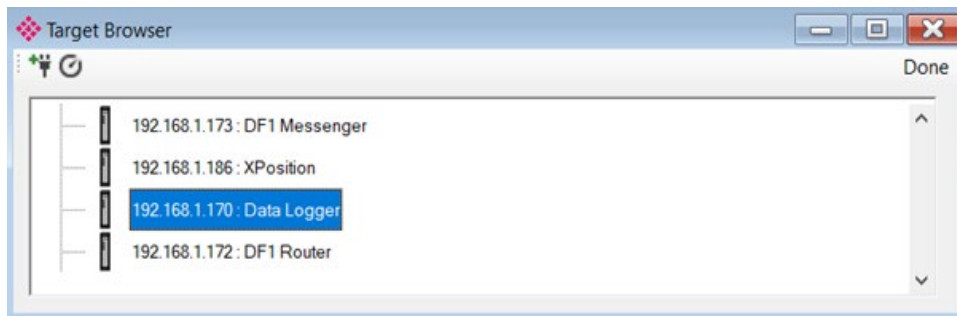 Target Browser
Done
192.168.1.173 : DF1 Messenger
192.168.1.186 : XPosition
192.168.1.170 : Data Logger
192.168.1.172 : DF1 Router